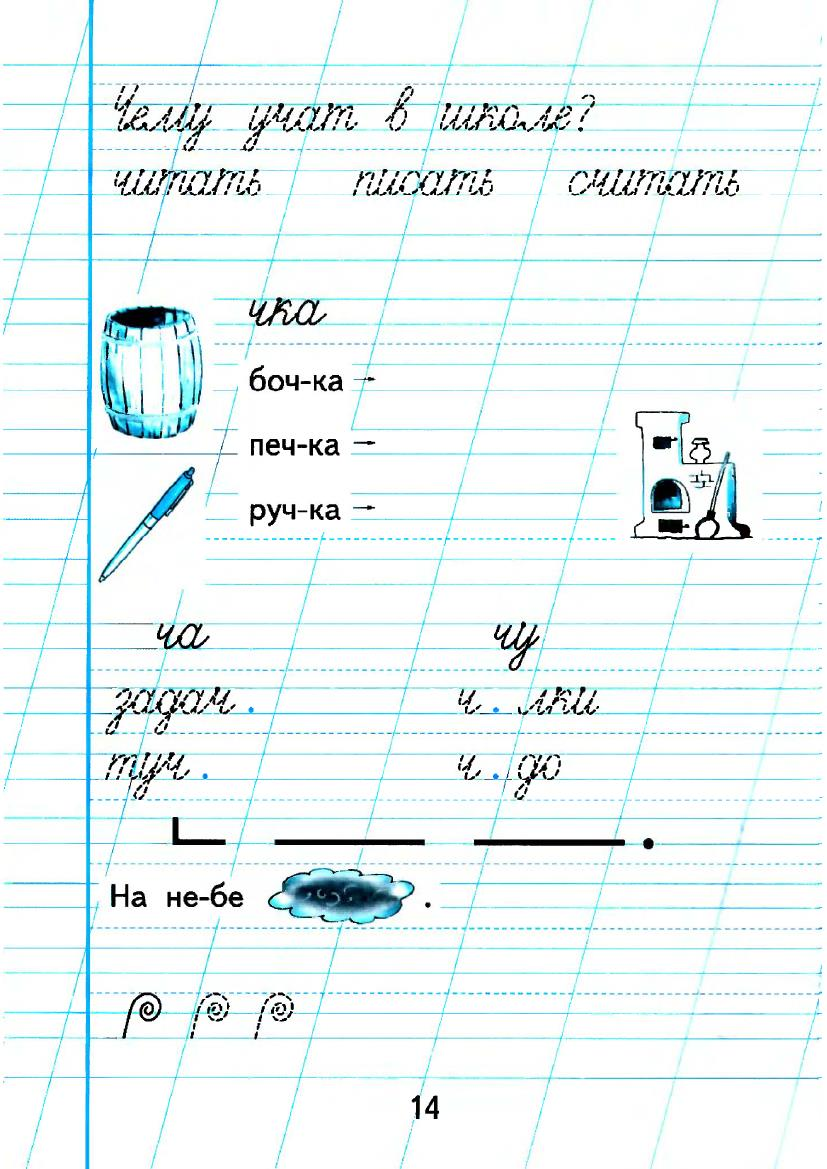 Чему учат в школе?
читать писать считать
чка
боч-ка →
печ-ка →
руч-ка →
ча чу
задач . ч . лки
туч . ч . до
На не-бе .
14